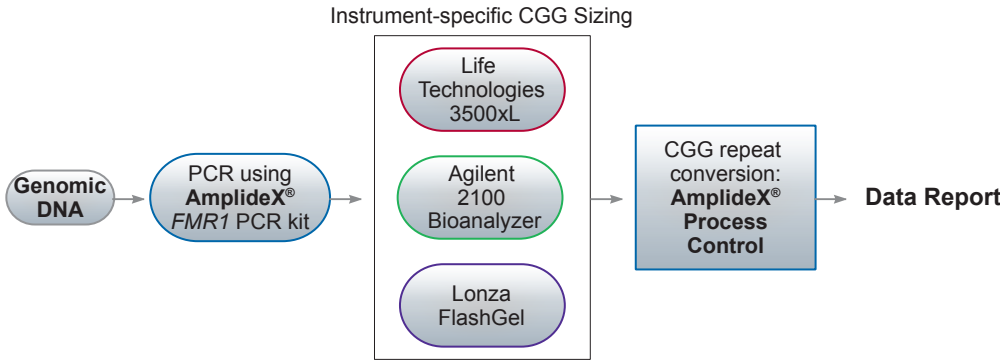 Instrument-specific CGG Sizing
Genomic
DNA
PCR using
AmplideX®
FMR1 PCR kit
Life
Technologies
3500xL
Agilent
2100
Bioanalyzer
Lonza
FlashGel
CGG repeat
conversion:
AmplideX®
Process
Control
Data Report